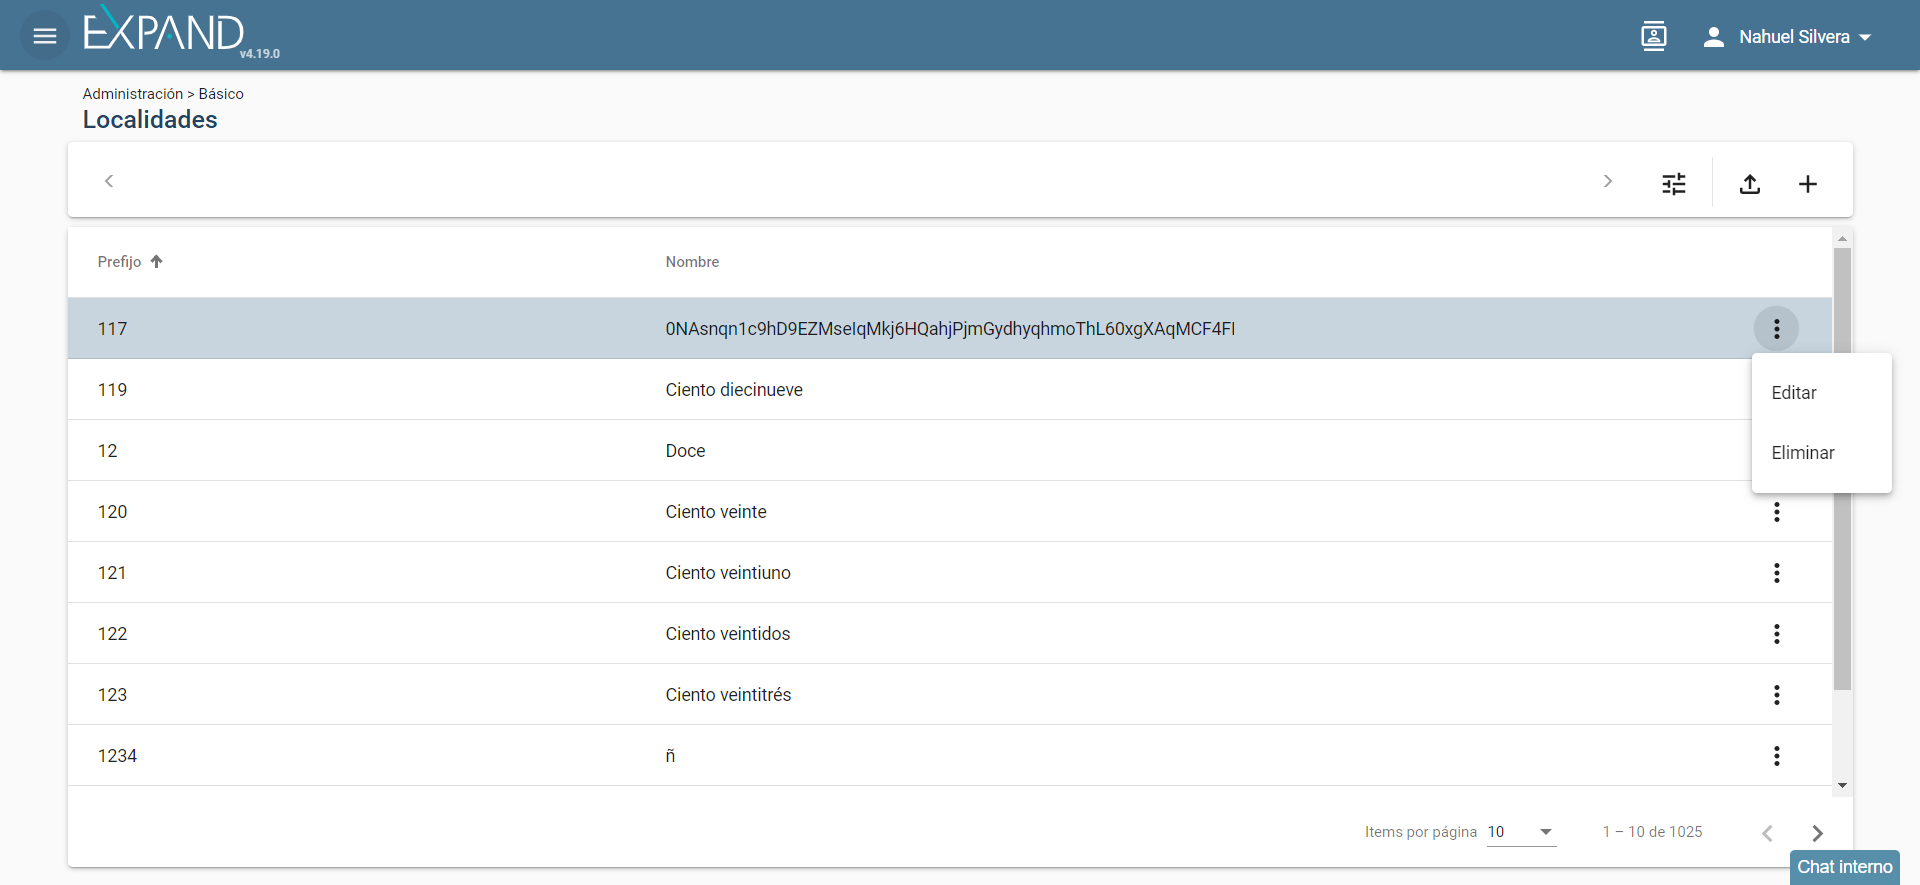 EXPAND
v4.19.0
Nahuel Silvera
Administración > Básico
Localidades
Prefijo Nombre
117 0NAsnqn1c9hD9EZMseIqMkj6HQahjPjmGydhyqhmoThL60xgXAqMCF4FI
119 Ciento diecinueve
Editar
12 Doce
Eliminar
120 Ciento veinte
121 Ciento veintiuno
122 Ciento veintidos
123 Ciento veintitrés
1234 ñ
Items por página 10 1 – 10 de 1025
Chat interno